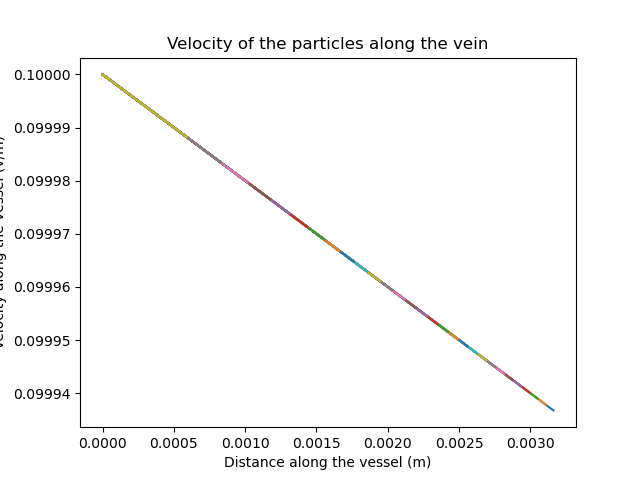 Velocity of the particles along the vein
0.10000
0.09999
0.09998
0.09997
0.09996
0.09995
0.09994
along the vessel (v/m)
0.0000 0.0005 0.0010 0.0015 0.0020 0.0025 0.0030
Distance along the vessel (m)